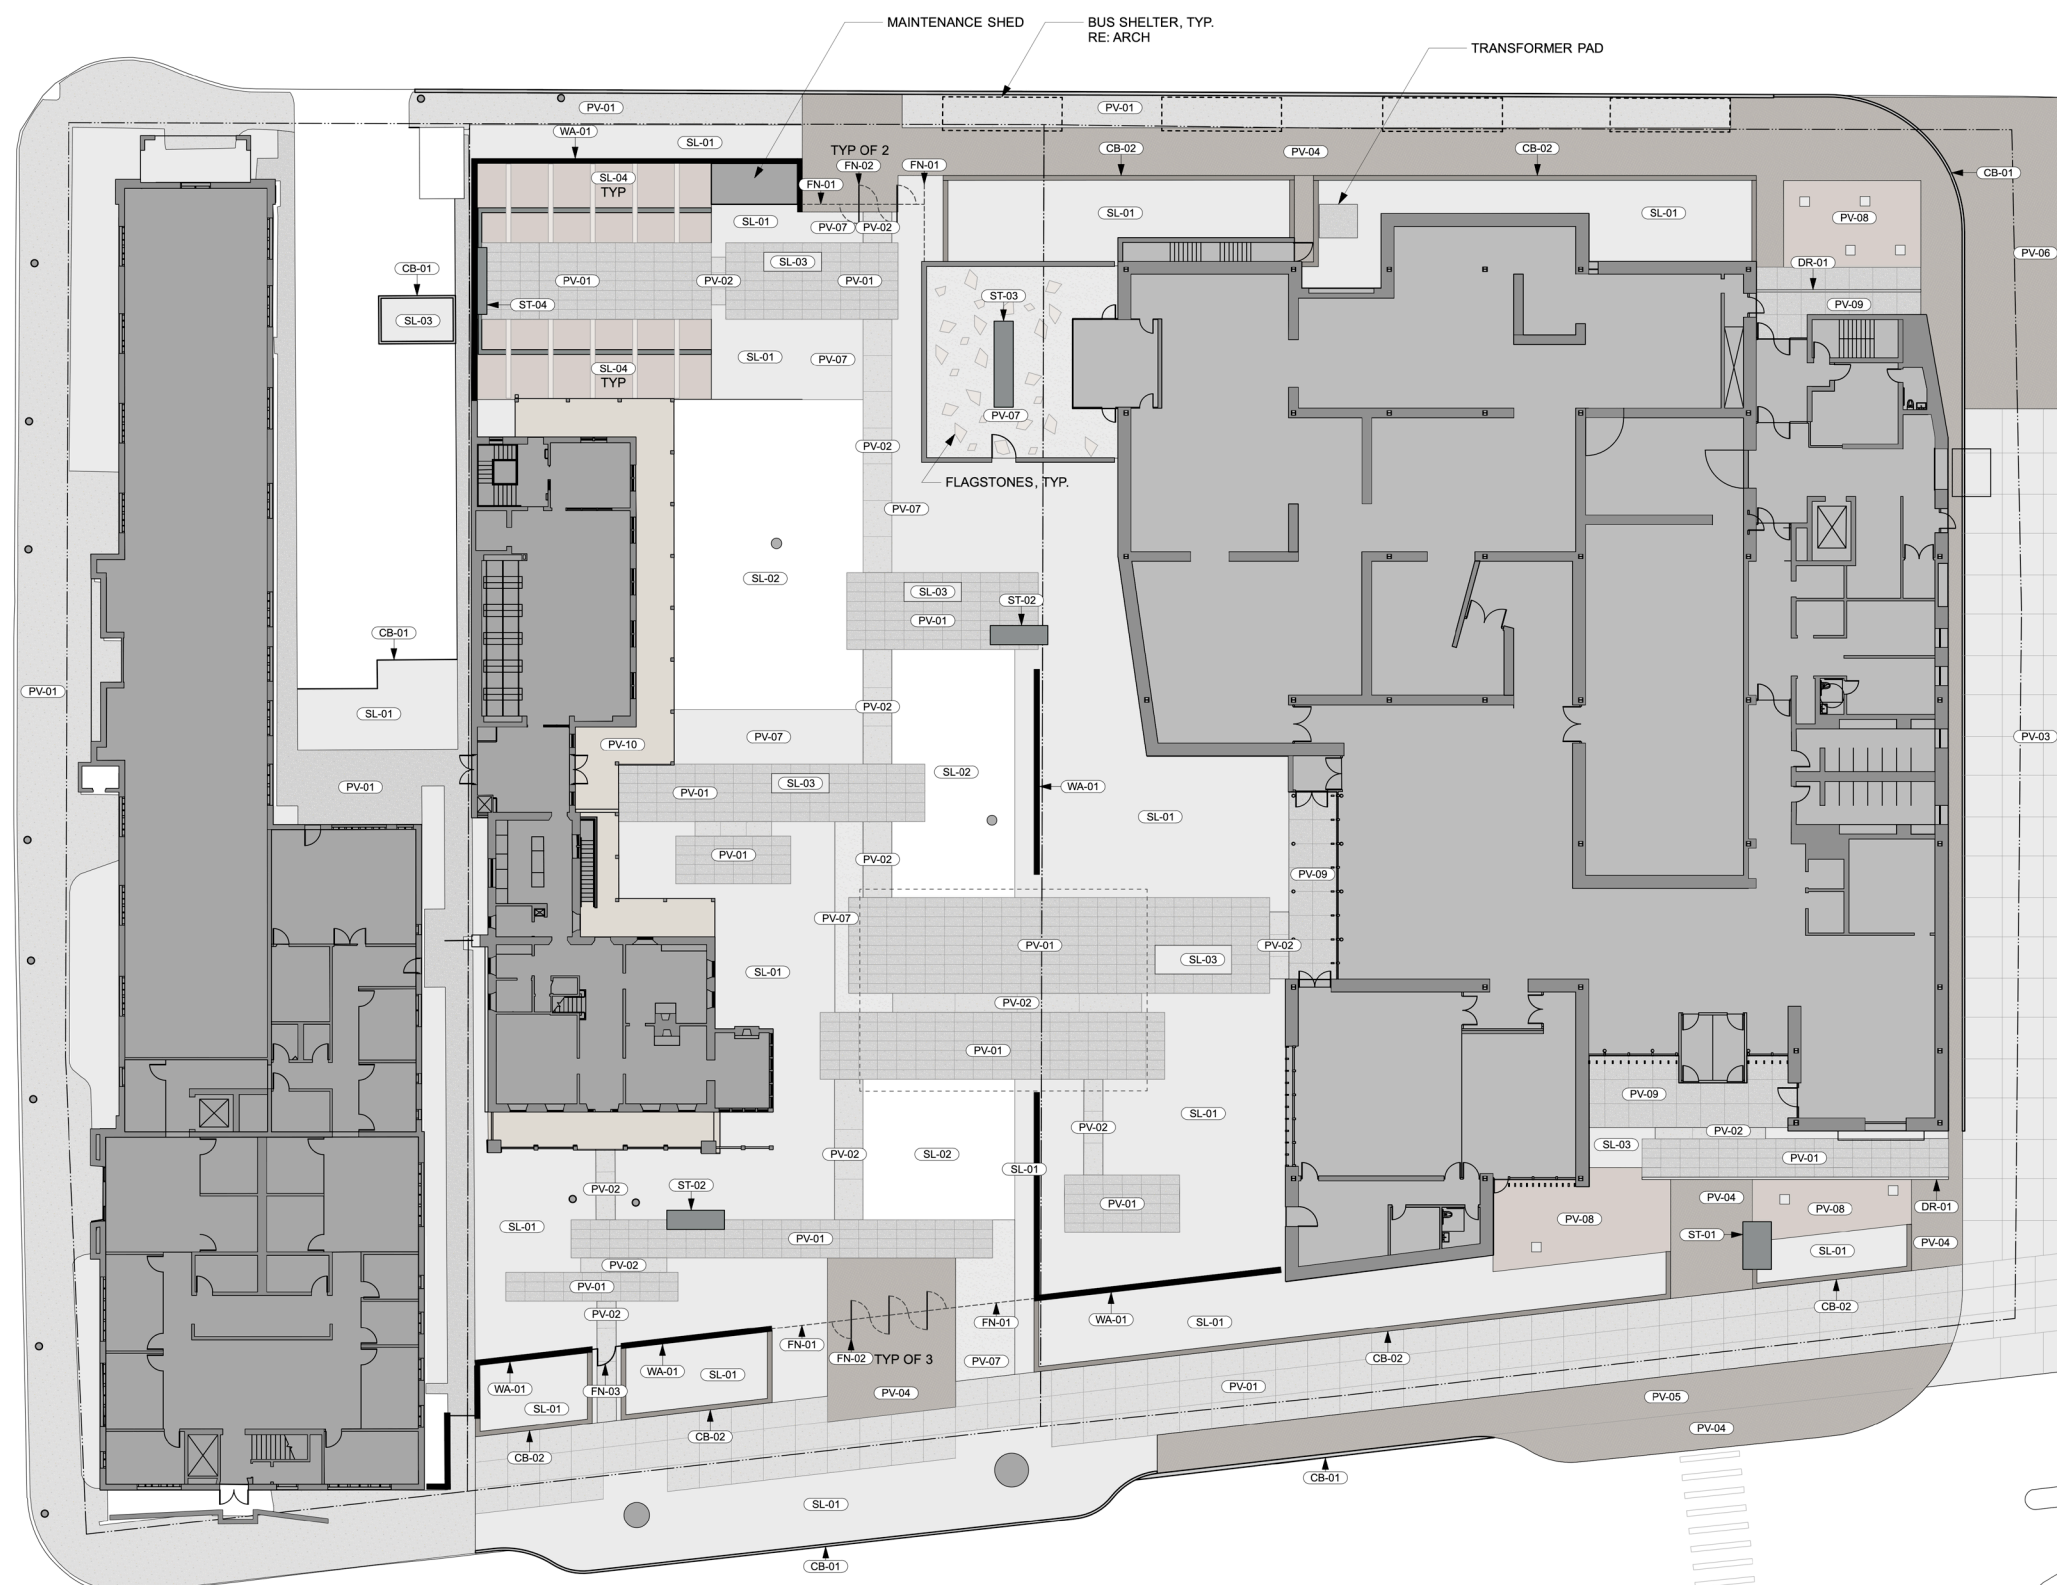 MAINTENANCE SHED
BUS SHELTER, TYP.
RE: ARCH
TRANSFORMER PAD
PV-01
PV-01
WA-01
SL-01
TYP OF 2
CB-02
PV-04
CB-02
FN-02
FN-01
CB-01
SL-04
TYP
FN-01
SL-01
PV-07
PV-02
SL-01
SL-01
PV-08
PV-06
CB-01
SL-03
DR-01
PV-01
PV-02
PV-01
ST-03
PV-09
ST-04
SL-03
SL-01
PV-07
SL-04
TYP
PV-07
PV-02
FLAGSTONES, TYP.
PV-07
SL-02
SL-03
ST-02
PV-01
CB-01
PV-01
SL-01
PV-02
PV-10
PV-07
PV-03
SL-02
PV-01
PV-01
SL-03
WA-01
SL-01
PV-01
PV-02
PV-09
PV-07
PV-01
PV-02
SL-03
SL-01
PV-02
PV-01
PV-09
SL-01
PV-02
PV-02
SL-03
PV-02
SL-02
PV-01
SL-01
PV-02
ST-02
PV-04
PV-01
DR-01
PV-08
SL-01
PV-08
ST-01
PV-01
PV-04
SL-01
PV-02
PV-01
PV-02
CB-02
FN-01
WA-01
SL-01
FN-01
FN-02
TYP OF 3
PV-07
CB-02
WA-01
SL-01
WA-01
FN-03
PV-04
PV-01
PV-05
SL-01
CB-02
PV-04
CB-02
CB-01
SL-01
CB-01